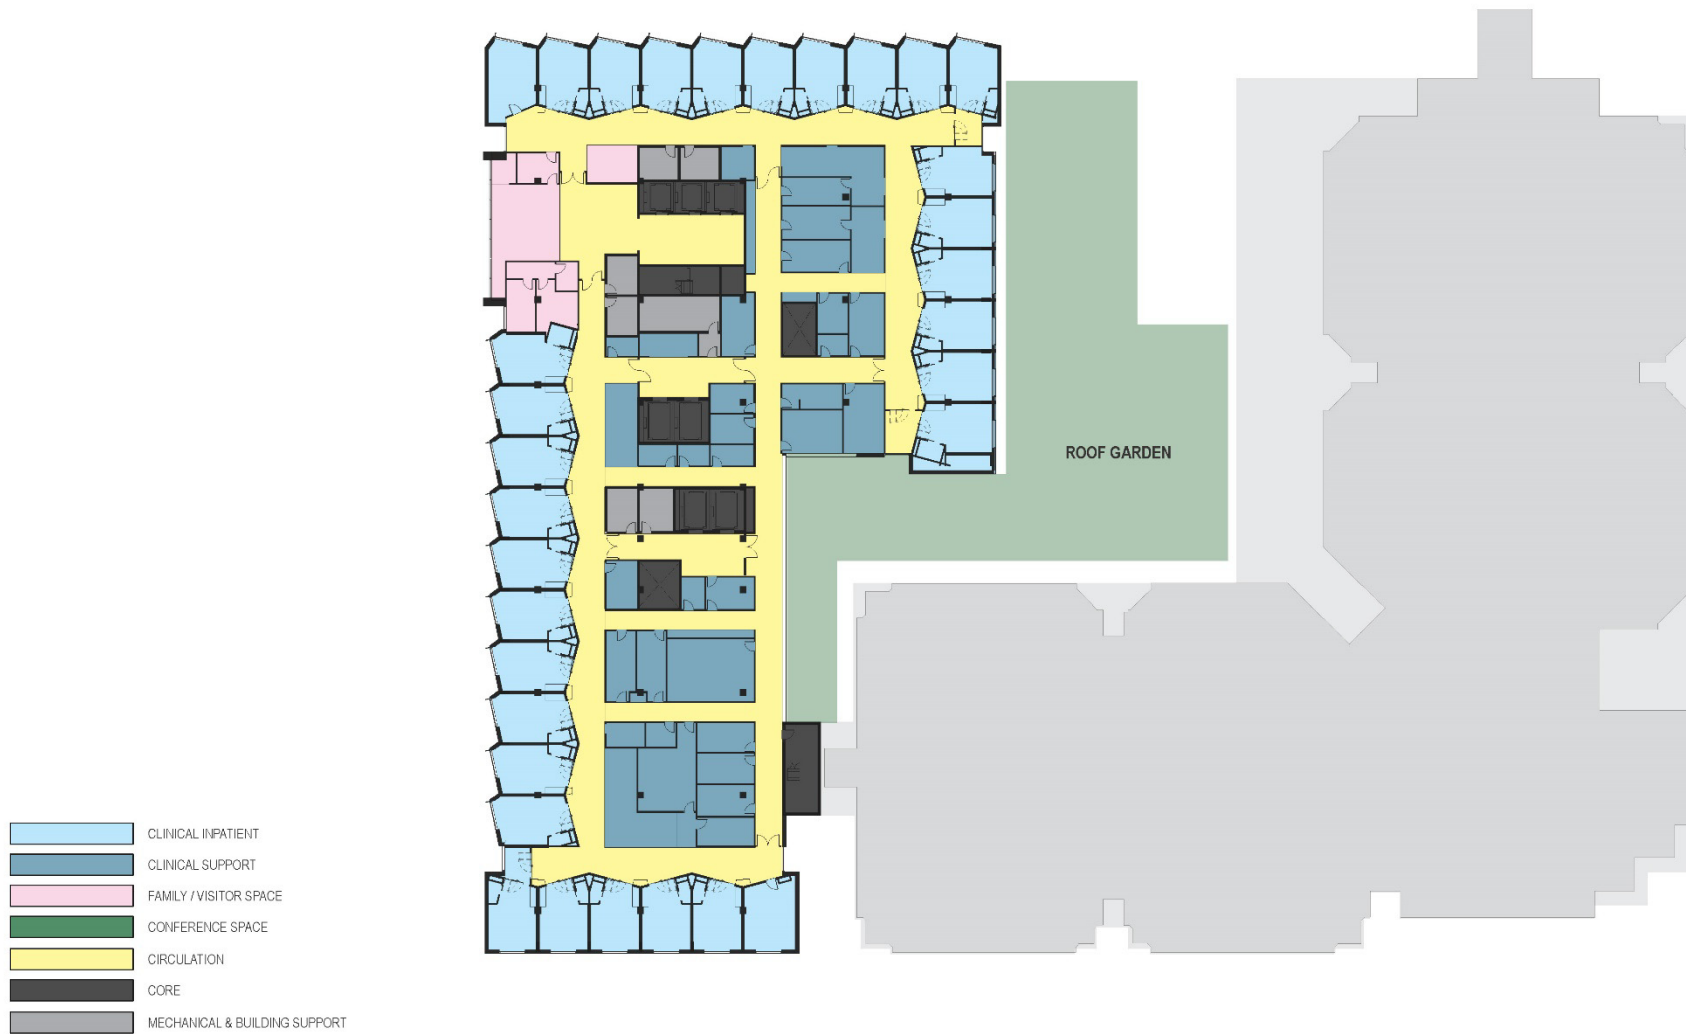 ROOF GARDEN
CLINICAL INPATIENT
CLINICAL SUPPORT
FAMILY / VISITOR SPACE
CONFERENCE SPACE
CIRCULATION
CORE
MECHANICAL & BUILDING SUPPORT